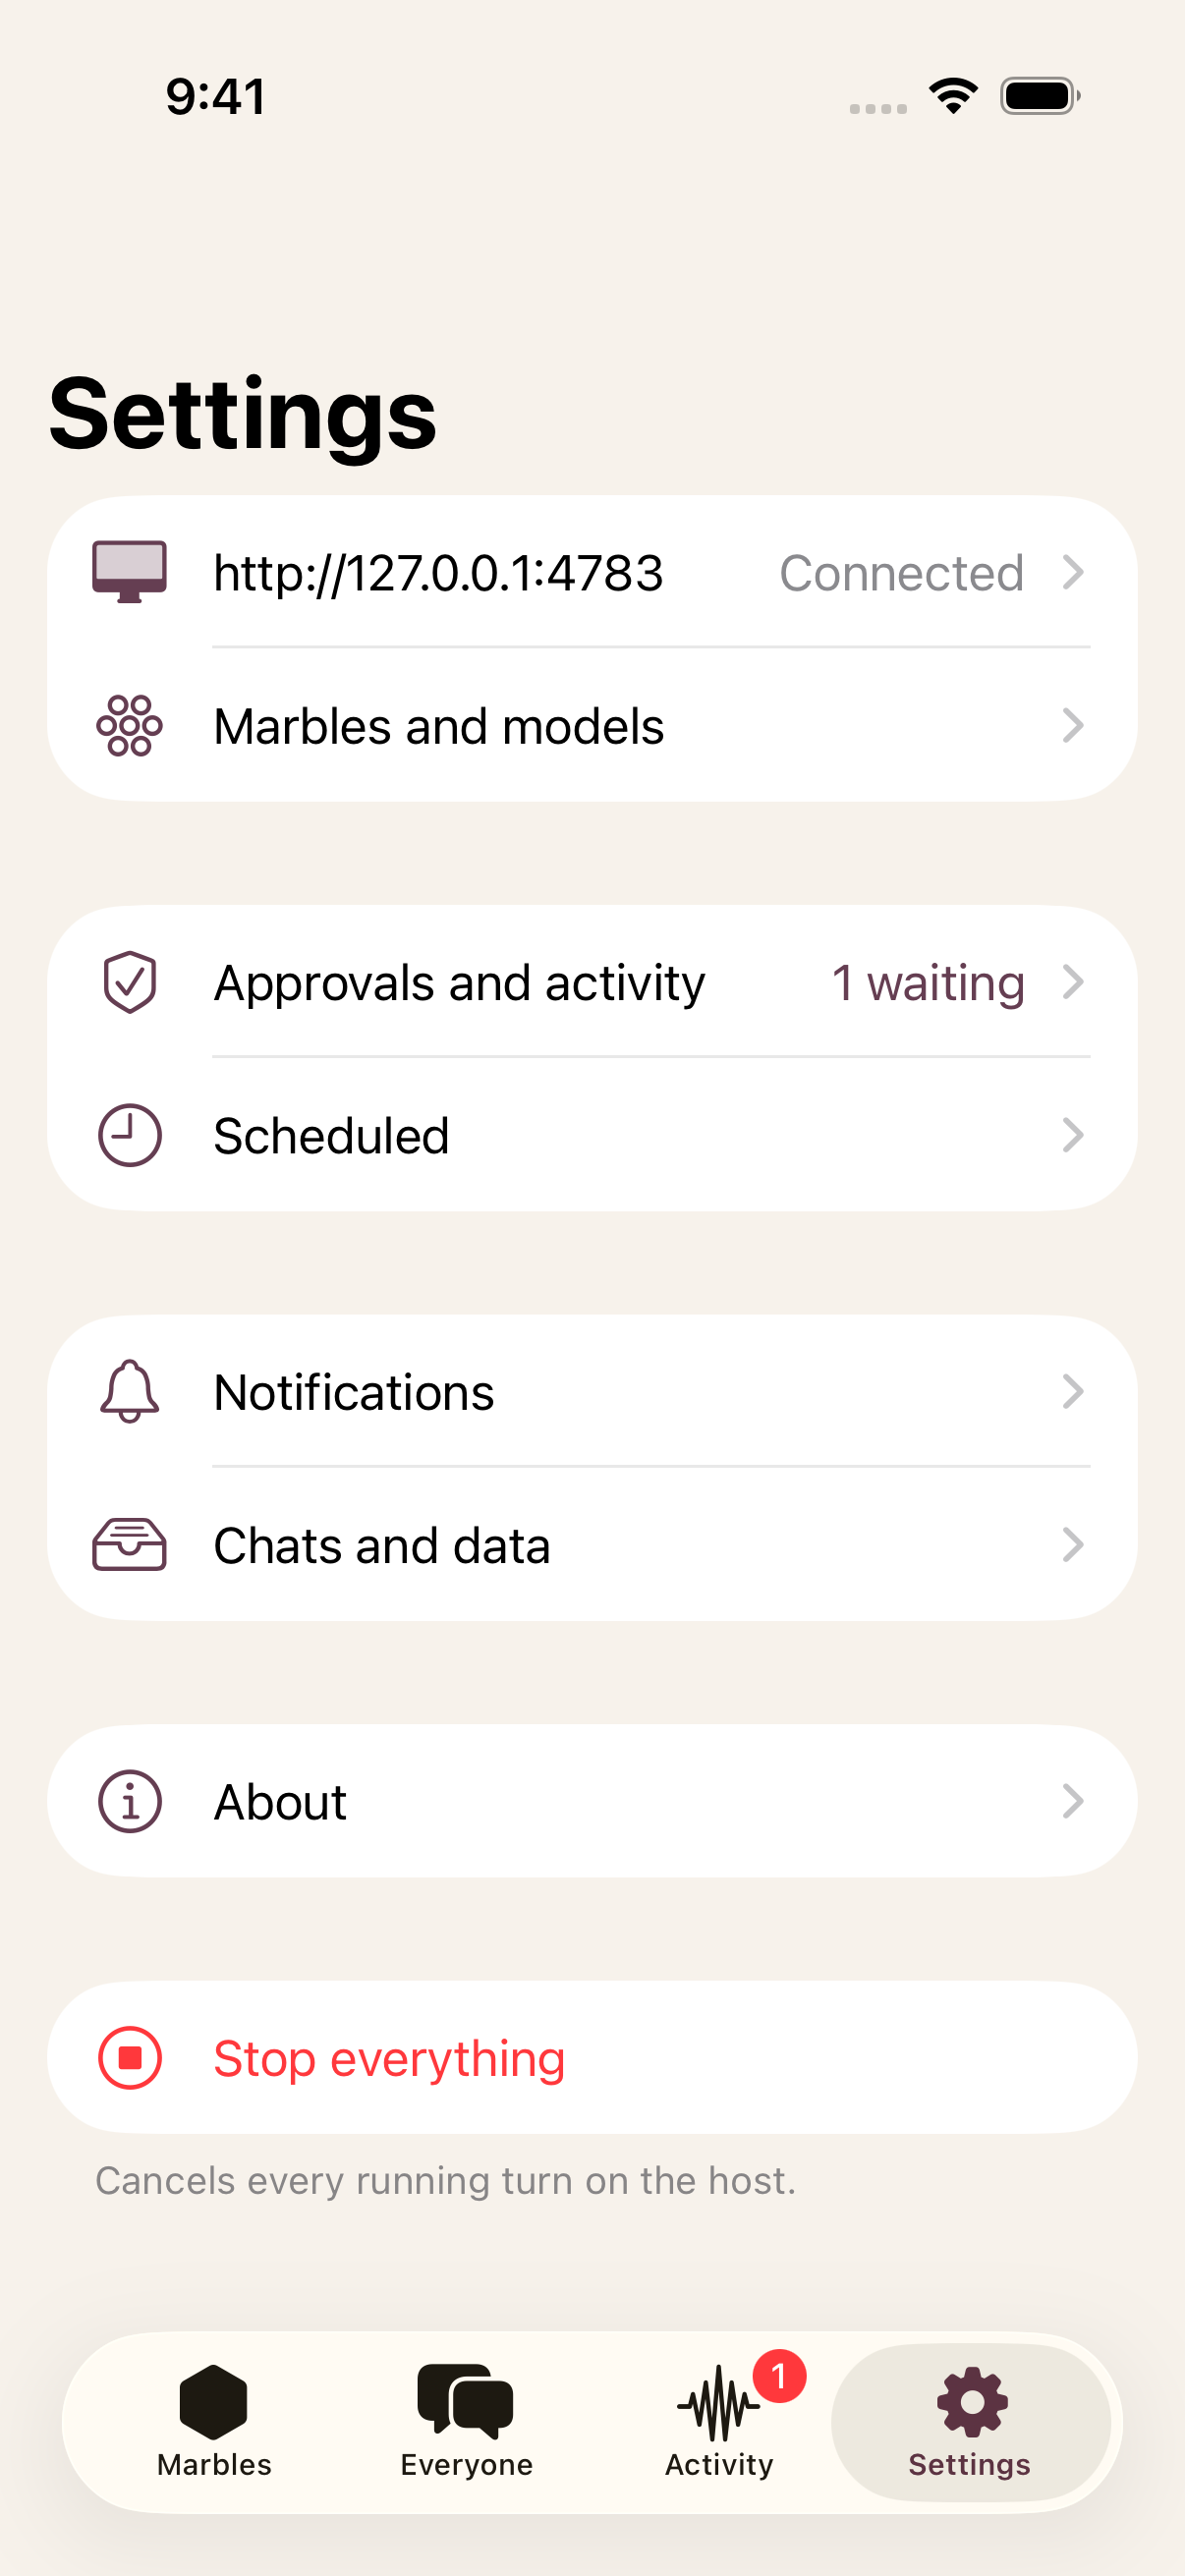 9:41
Settings
http://127.0.0.1:4783 Connected
Marbles and models
Approvals and activity 1 waiting
Scheduled
Notifications
Chats and data
About
Stop everything
Cancels every running turn on the host.
1
Marbles Everyone Activity Settings